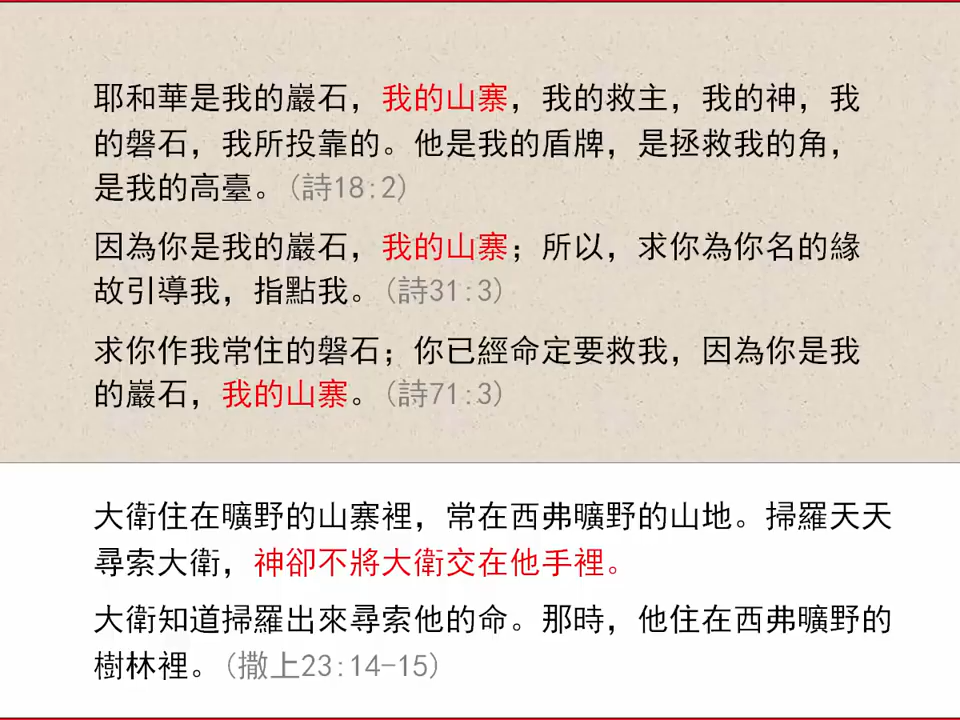 耶和華是我的巖石，我的山寨，我的救主，我的神，我
的磐石，我所投靠的。他是我的盾牌，是拯救我的角，
是我的高臺。(詩18:2)
因為你是我的巖石，我的山寨；所以，求你為你名的緣
故引導我，指點我。(詩31:3)
求你作我常住的磐石；你已經命定要救我，因為你是我
的巖石，我的山寨。(詩71:3)
大衛住在曠野的山寨裡，常在西弗曠野的山地。掃羅天天
尋索大衛，神卻不將大衛交在他手裡。
大衛知道掃羅出來尋索他的命。那時，他住在西弗曠野的
樹林裡。(撒上23:14-15)